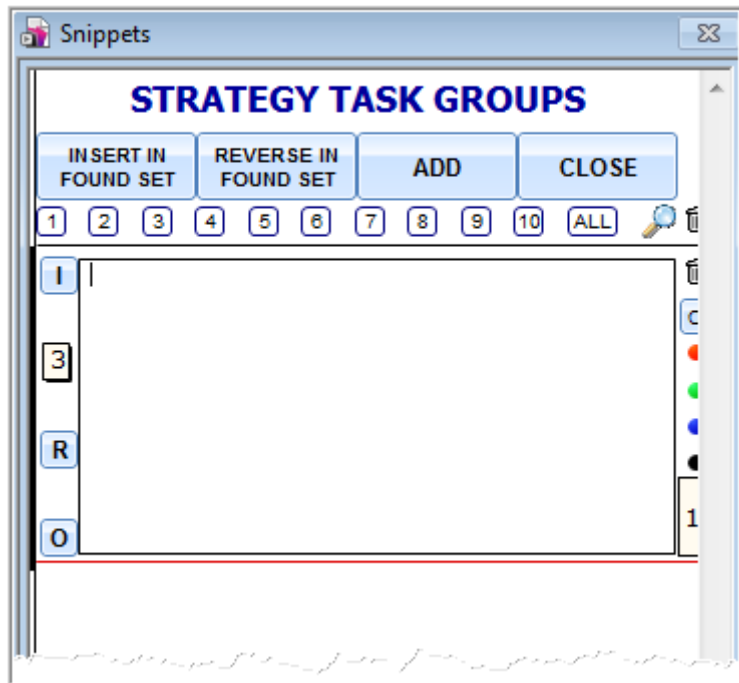 Snippets
STRATEGY TASK GROUPS
INSERT IN
FOUND SET
REVERSE IN
FOUND SET
ADD
CLOSE
1 2 3 4 5 6 7 8 9 10 ALL
I
C
3
R
1
O